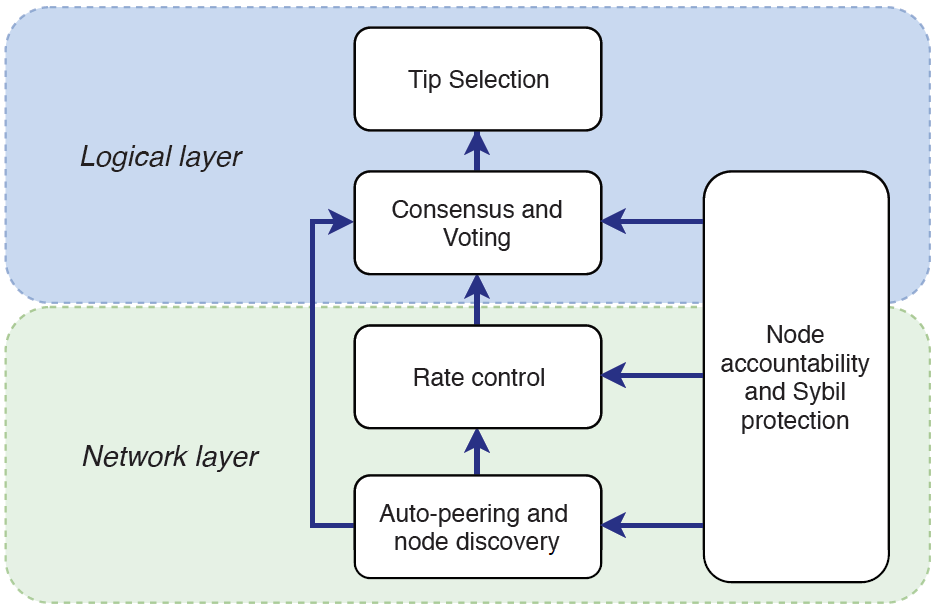 Tip Selection
Logical layer
Consensus and
Voting
Node
accountability
and Sybil
protection
Rate control
Network layer
Auto-peering and
node discovery